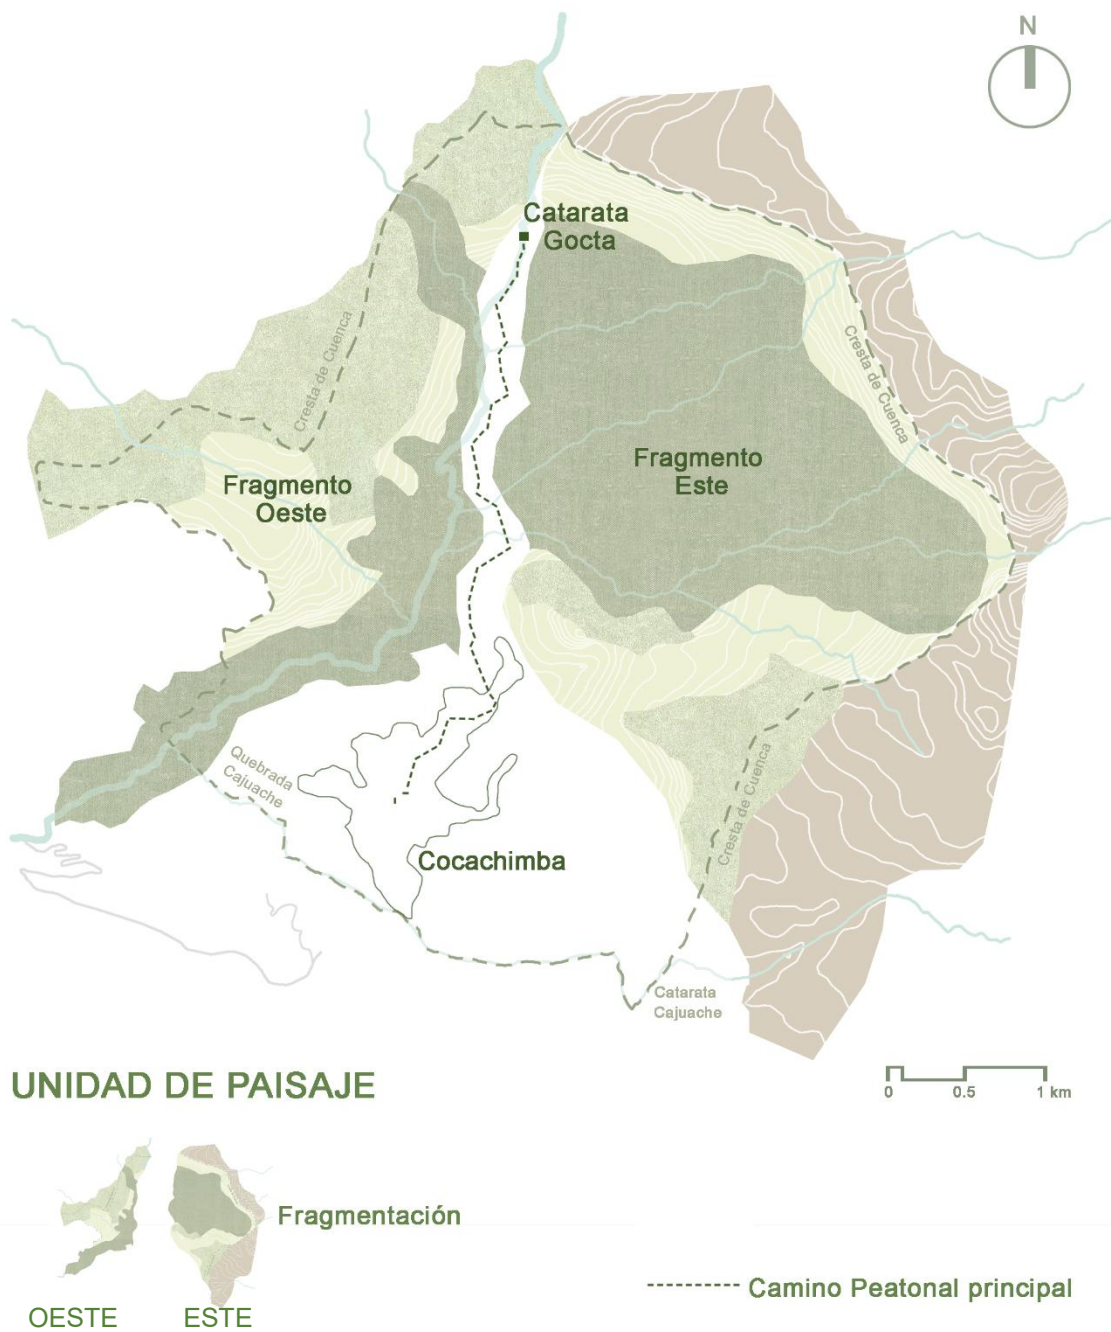 N
Catarata
Gocta
Cresta de Cuenca
Cresta de Cuenca
Fragmento
Oeste
Fragmento
Este
Quebrada
Cajuache
Cresta de Cuenca
Cocachimba
Catarata
Cajuache
UNIDAD DE PAISAJE
0 0.5 1 km
Fragmentación
Camino Peatonal principal
OESTE ESTE